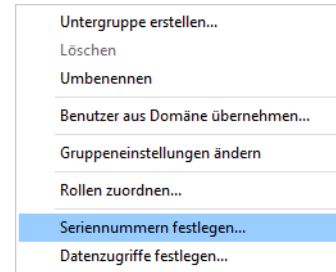 Untergruppe erstellen...
Löschen
Umbenennen
Benutzer aus Domäne übernehmen...
Gruppeneinstellungen ändern
Rollen zuordnen...
Seriennummern festlegen...
Datenzugriffe festlegen...